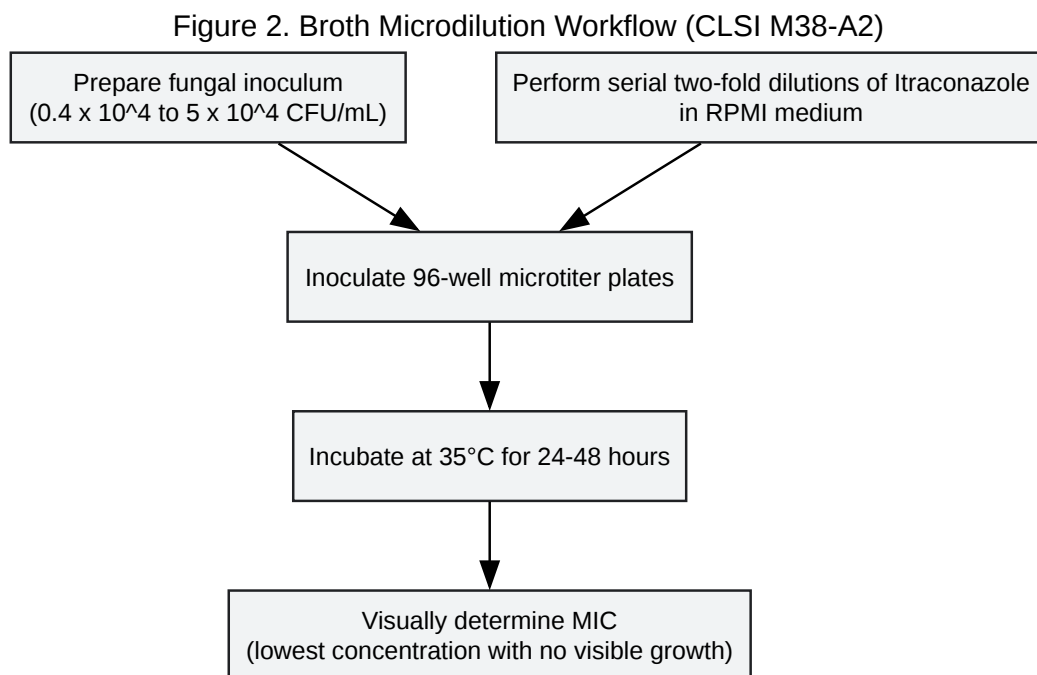 Figure 2. Broth Microdilution Workflow (CLSI M38-A2)
Prepare fungal inoculum
(0.4 x 10^4 to 5 x 10^4 CFU/mL)
Perform serial two-fold dilutions of Itraconazole
in RPMI medium
Inoculate 96-well microtiter plates
Incubate at 35°C for 24-48 hours
Visually determine MIC
(lowest concentration with no visible growth)